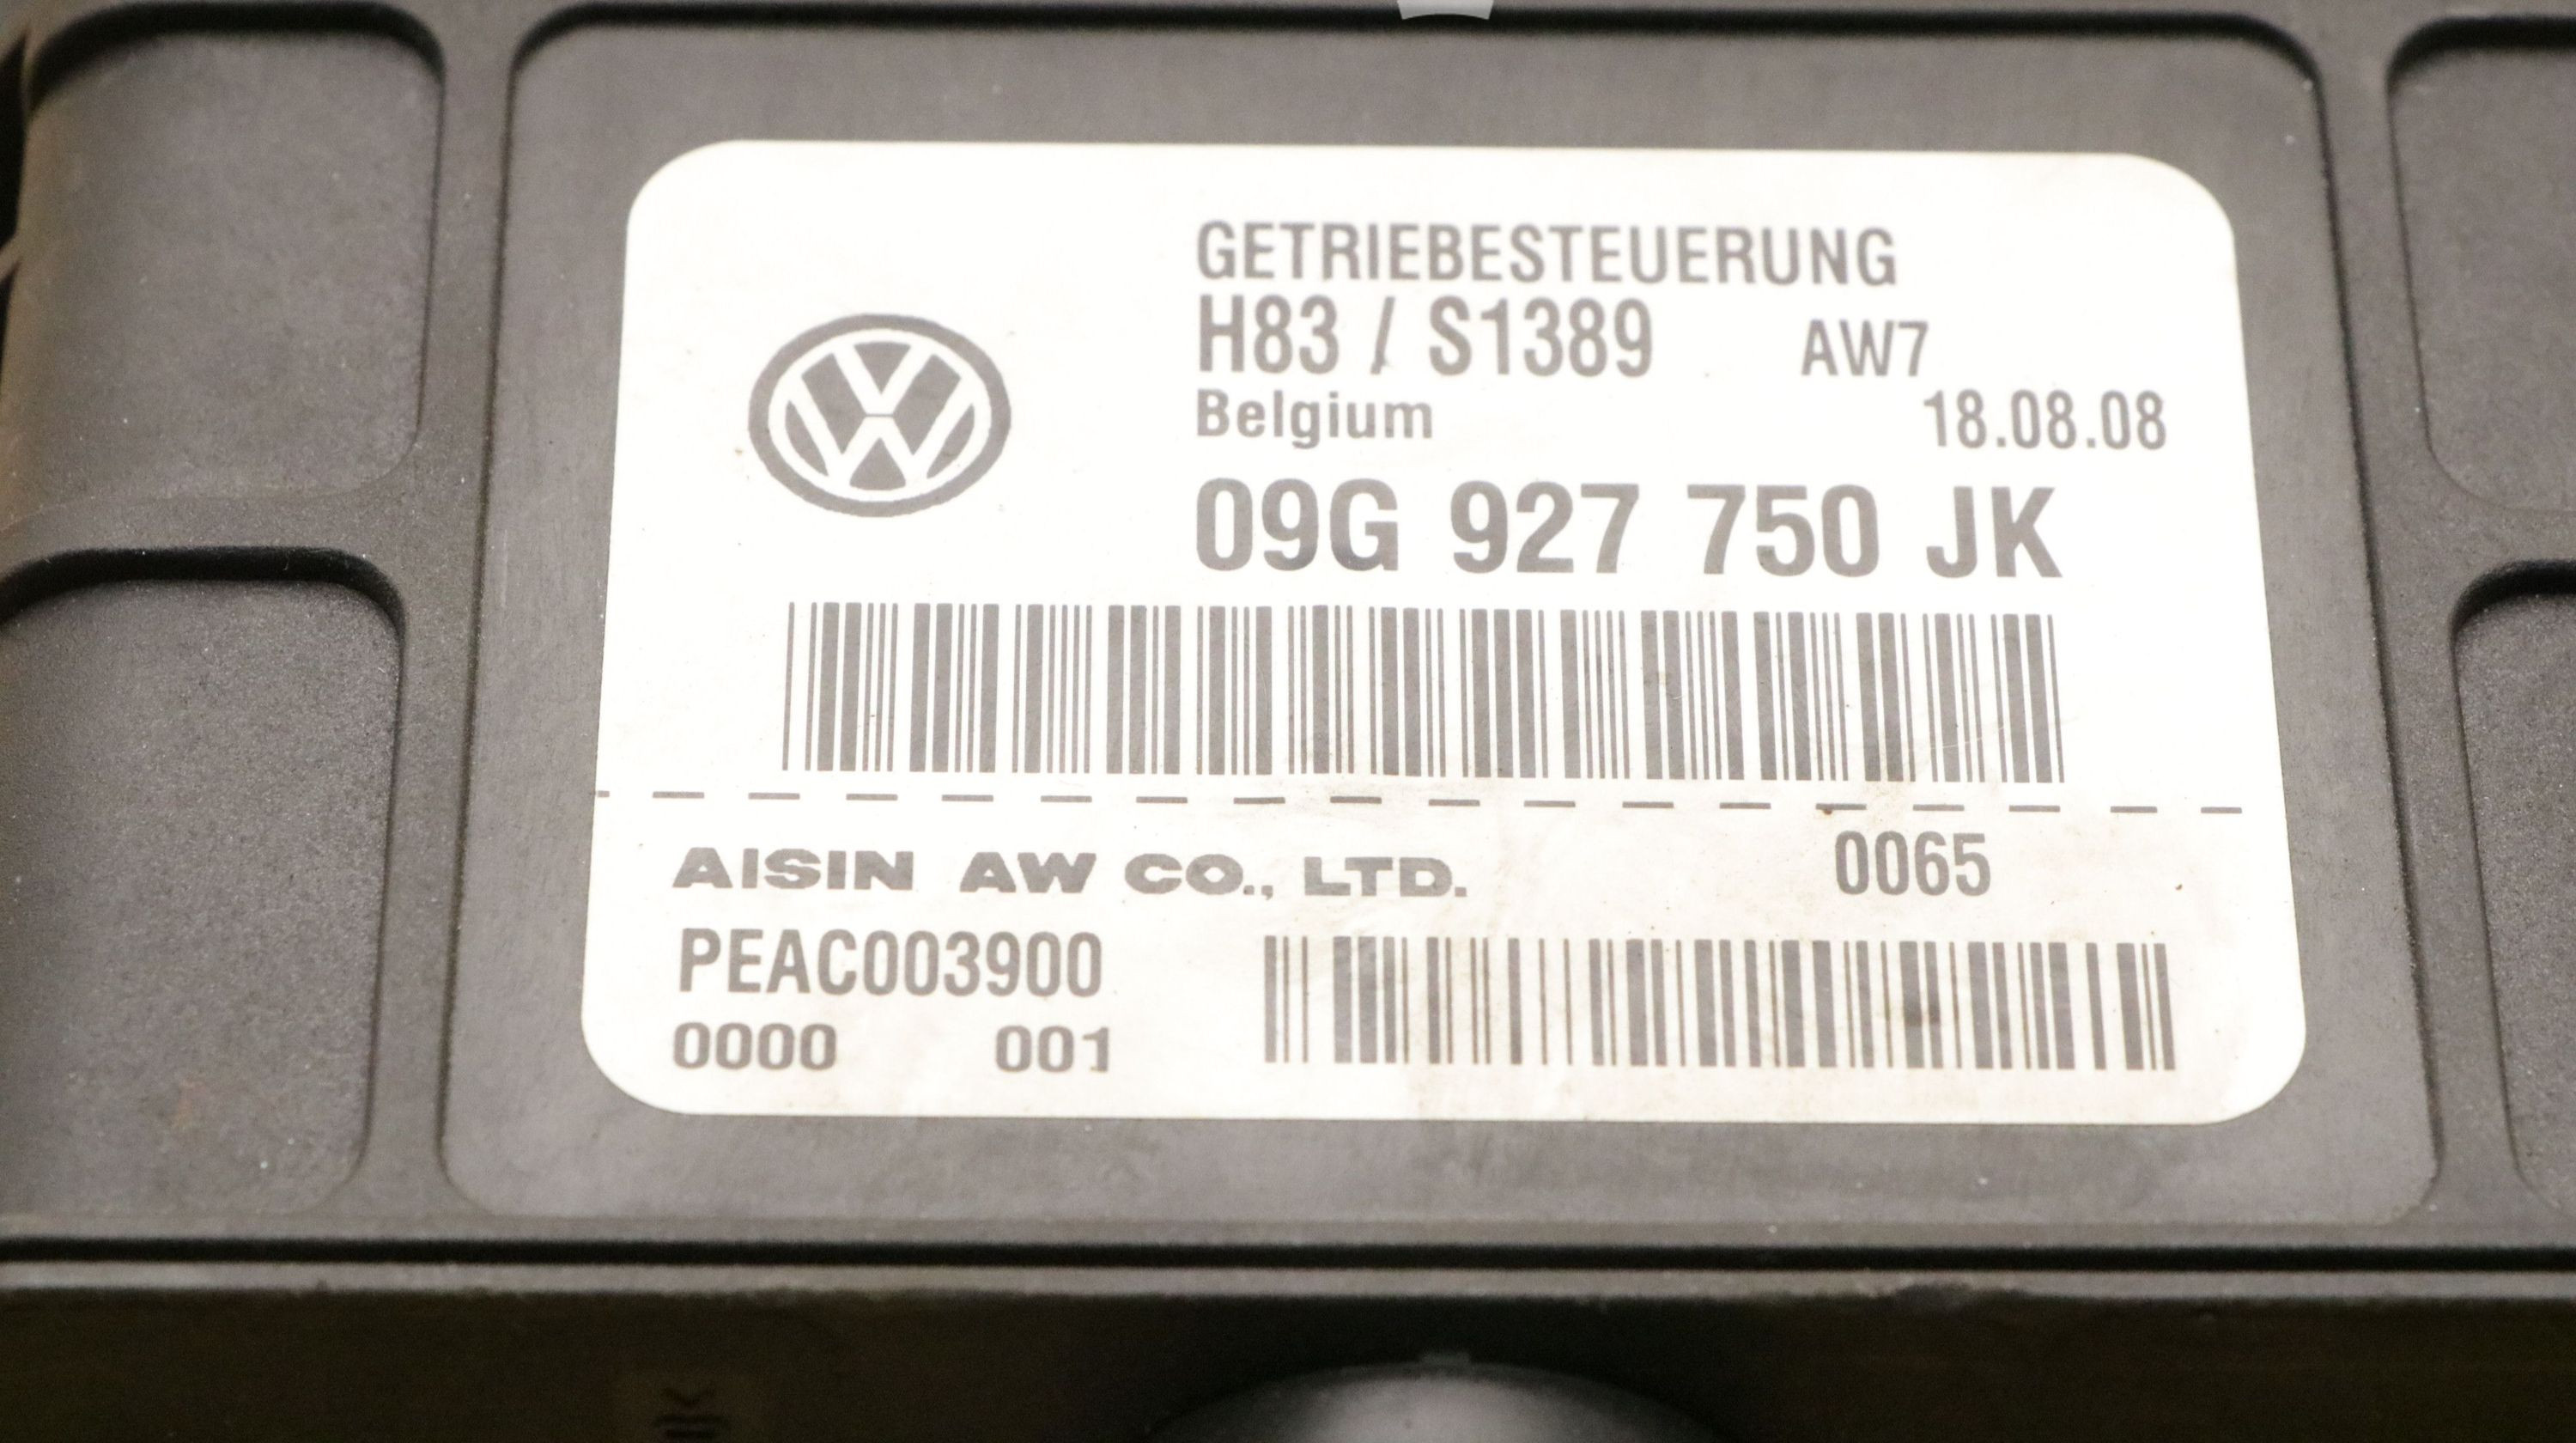 GETRIEBESTEUERUNG
H83 / S1389 AW7
Belgium 18.08.08
09G 927 750 JK
AISIN AW CO., LTD. 0065
PEAC003900
0000 001